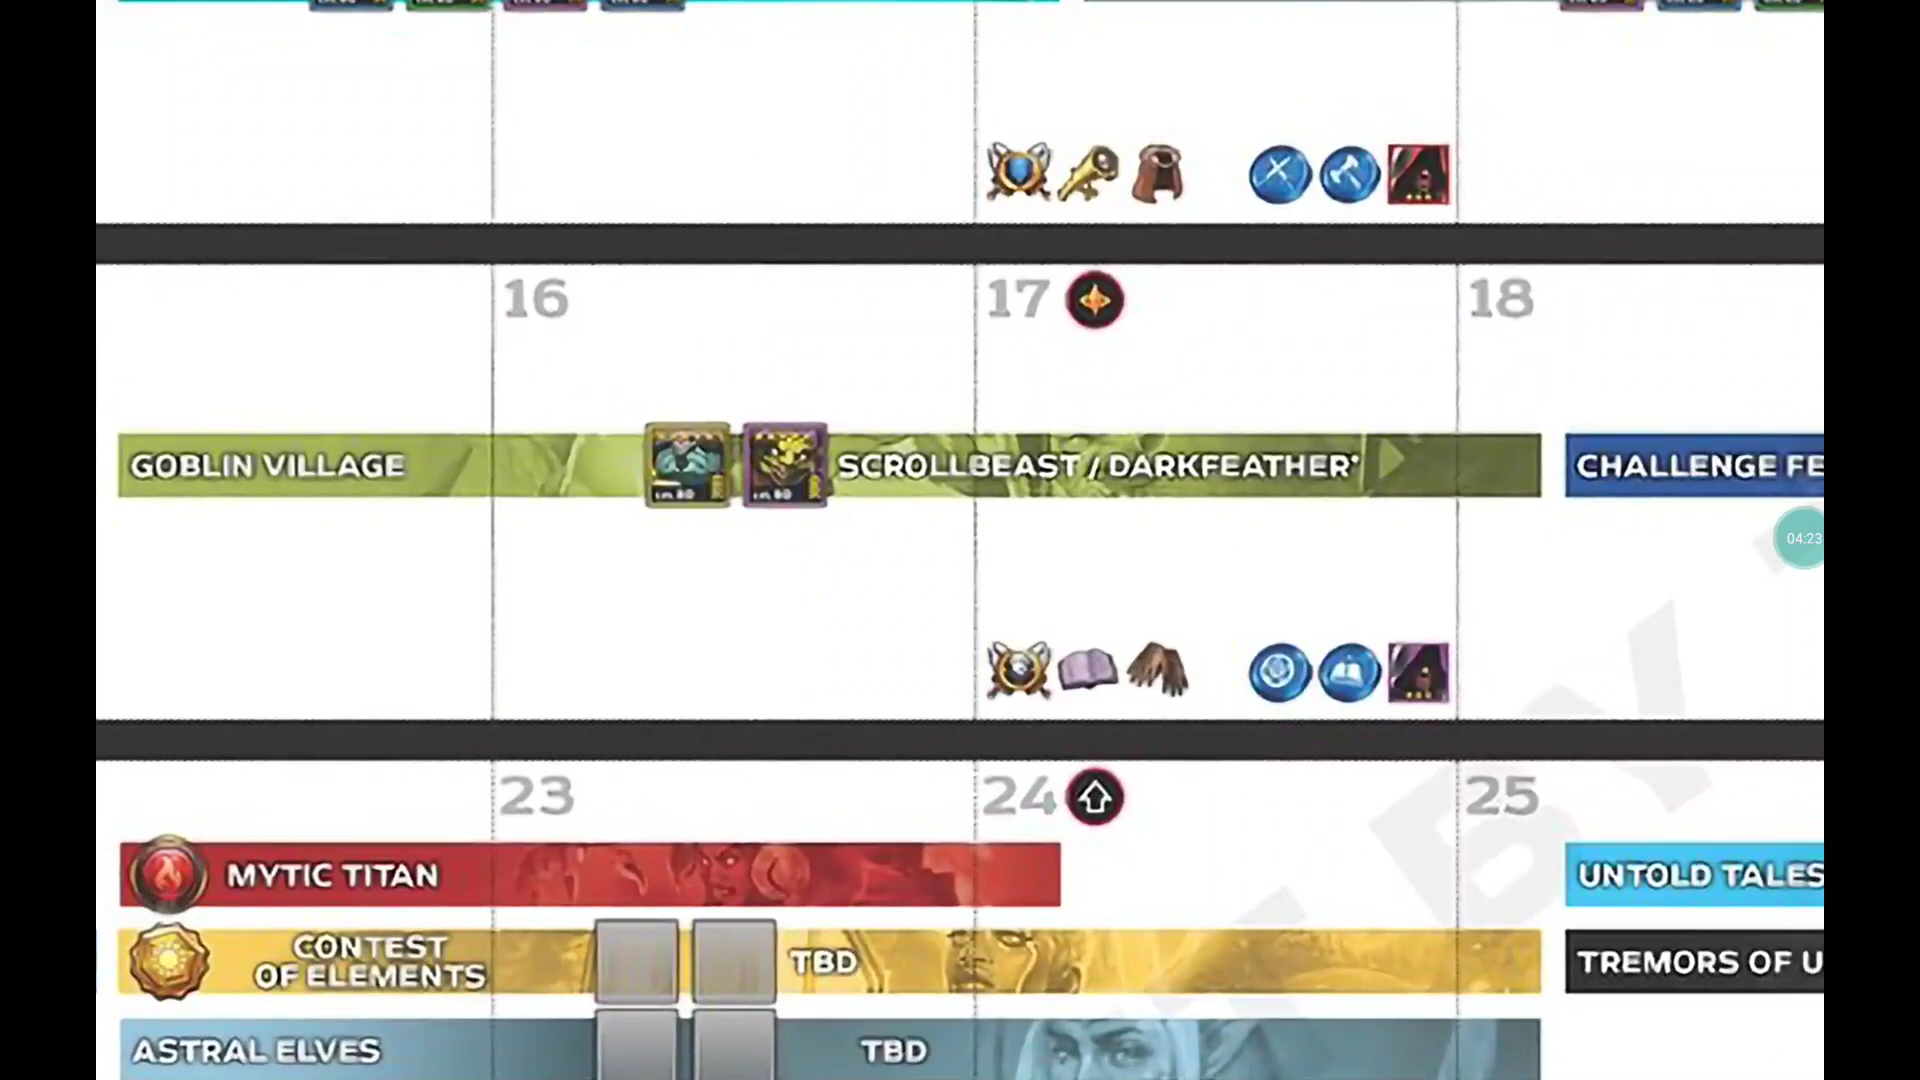 16
17
18
GOBLIN VILLAGE
SCROLLBEAST / DARKFEATHER*
CHALLENGE FE
04:23
23
24
25
MYTIC TITAN
UNTOLD TALES
CONTEST
OF ELEMENTS
TBD
TREMORS OF U
ASTRAL ELVES
TBD